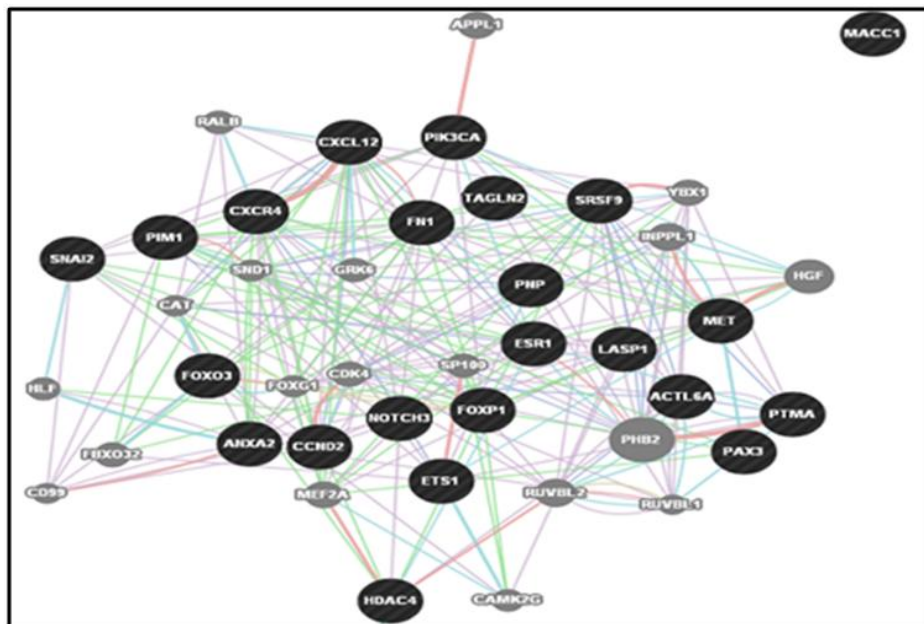 APPL1
MACC1
RALB
CXCL12
PIK3CA
YBX1
TAGLN2
SRSF9
CXCR4
FN1
PIM1
INPPL1
SNAI2
SND1
GRK6
HGF
PNP
CAT
MET
ESR1
LASP1
SP100
FOXO3
CDK4
FOXG1
HLF
ACTL6A
NOTCH3
FOXP1
PTMA
ANXA2
CCND2
PHB2
PAX3
FBXO32
ETS1
CD99
MEF2A
RUVBL2
RUVBL1
HDAC4
CAMK2G